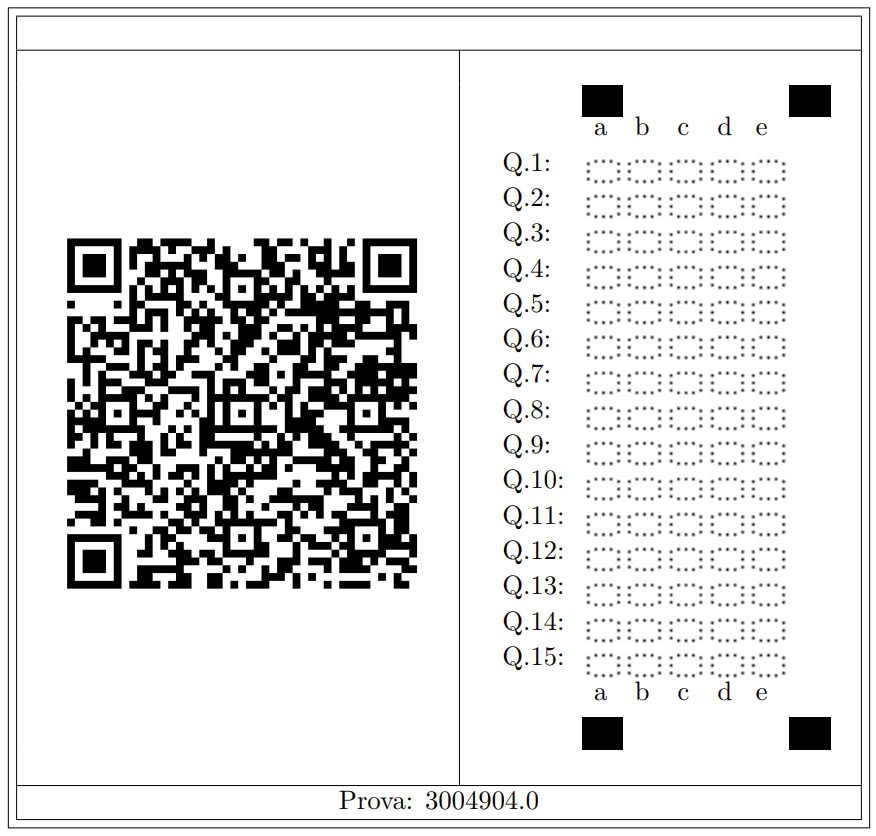 a b c d e
Q.1:
Q.2:
Q.3:
Q.4:
Q.5:
Q.6:
Q.7:
Q.8:
Q.9:
Q.10:
Q.11:
Q.12:
Q.13:
Q.14:
Q.15:
a b c d e
Prova: 3004904.0